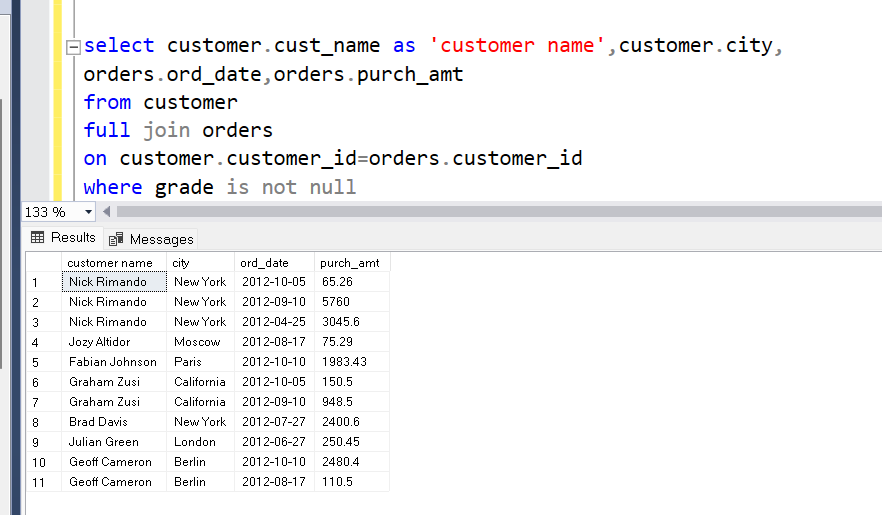 select customer.cust_name as 'customer name',customer.city,
orders.ord_date,orders.purch_amt
from customer
full join orders
on customer.customer_id=orders.customer_id
where grade is not null
133 %
Results Messages
customer name city ord_date purch_amt
1 Nick Rimando New York 2012-10-05 65.26
2 Nick Rimando New York 2012-09-10 5760
3 Nick Rimando New York 2012-04-25 3045.6
4 Jozy Altidor Moscow 2012-08-17 75.29
5 Fabian Johnson Paris 2012-10-10 1983.43
6 Graham Zusi California 2012-10-05 150.5
7 Graham Zusi California 2012-09-10 948.5
8 Brad Davis New York 2012-07-27 2400.6
9 Julian Green London 2012-06-27 250.45
10 Geoff Cameron Berlin 2012-10-10 2480.4
11 Geoff Cameron Berlin 2012-08-17 110.5